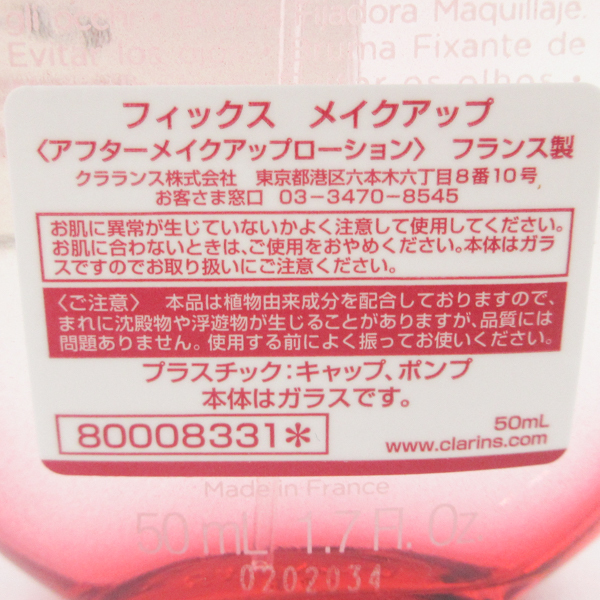 Fijadora Maquillaje.
Evitar los Fixante de
os olhos •
フィックス メイクアップ
〈アフターメイクアップローション〉 フランス製
クラランス株式会社 東京都港区六本木六丁目8番10号
お客さま窓口 03-3470-8545
お肌に異常が生じていないかよく注意して使用してください。
お肌に合わないときは、ご使用をおやめください。本体はガラ
スですのでお取り扱いにご注意ください。
〈ご注意〉 本品は植物由来成分を配合しておりますので、
まれに沈殿物や浮遊物が生じることがありますが、品質には
問題ありません。使用する前によく振ってお使いください。
プラスチック：キャップ、ポンプ
本体はガラスです。
80008331＊
50mL
www.clarins.com
Made in France
50 mL 1.7 Fl. Oz.
0202034